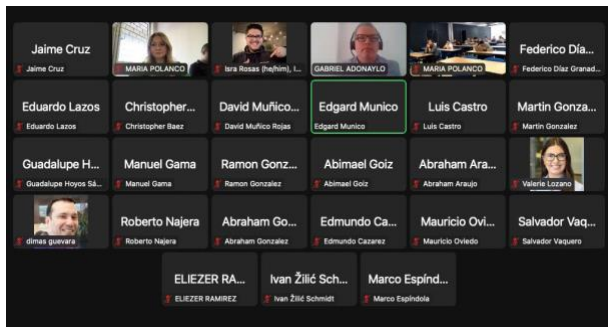 Jaime Cruz
Jaime Cruz
MARIA POLANCO
Isra Rosas (he/him), I...
GABRIEL ADONAYLO
MARIA POLANCO
Federico Día...
Federico Díaz Granad...
Eduardo Lazos
Eduardo Lazos
Christopher...
Christopher Baez
David Muñico...
David Muñico Rojas
Edgard Munico
Edgard Munico
Luis Castro
Luis Castro
Martin Gonza...
Martin Gonzalez
Guadalupe H...
Guadalupe Hoyos Sá...
Manuel Gama
Manuel Gama
Ramon Gonz...
Ramon Gonzalez
Abimael Goiz
Abimael Goiz
Abraham Ara...
Abraham Araujo
Valerie Lozano
dimas guevara
Roberto Najera
Roberto Najera
Abraham Go...
Abraham Gonzalez
Edmundo Ca...
Edmundo Cazarez
Mauricio Ovi...
Mauricio Oviedo
Salvador Vaq...
Salvador Vaquero
ELIEZER RA...
ELIEZER RAMIREZ
Ivan Žilić Sch...
Ivan Žilić Schmidt
Marco Espínd...
Marco Espíndola